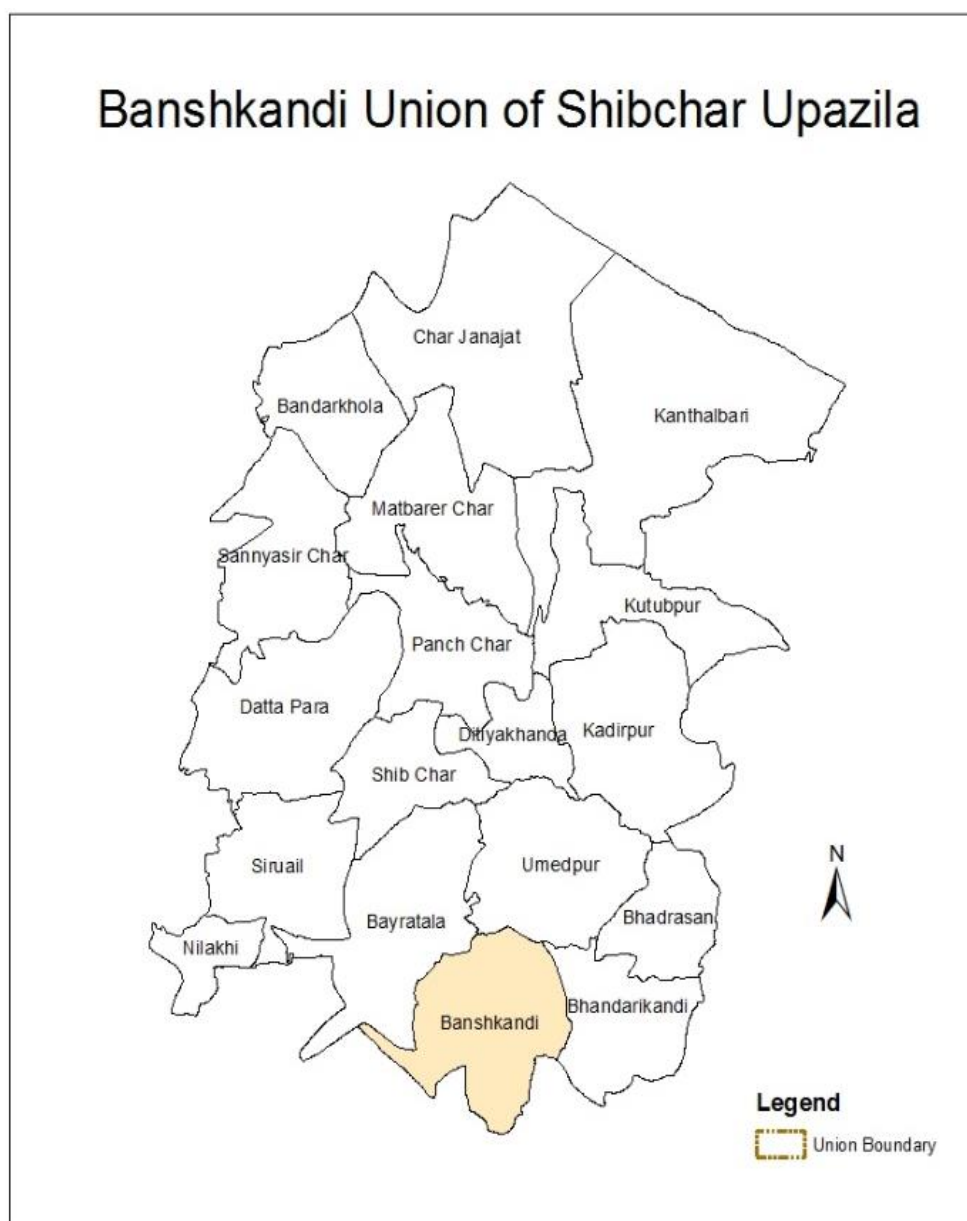 Banshkandi Union of Shibchar Upazila
Char Janajat
Bandarkhola
Kanthalbari
Matbarer Char
Sannyasir Char
Kutubpur
Panch Char
Datta Para
Ditiyakhanda
Kadirpur
Shib Char
Siruail
Umedpur
Bhadrasan
Bayratala
Nilakhi
Bhandarikandi
Banshkandi
N
Legend
Union Boundary